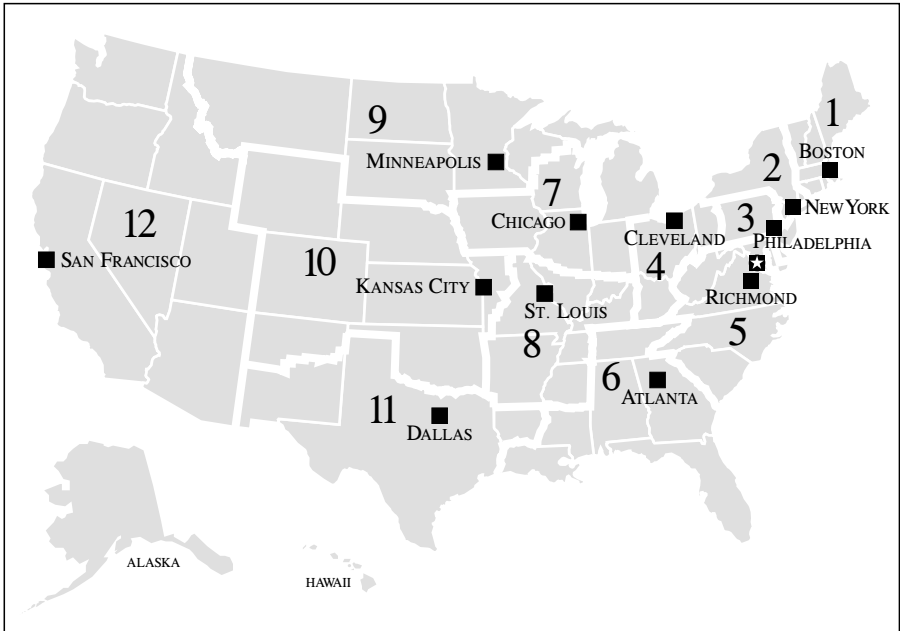 1
9
BOSTON
MINNEAPOLIS
2
7
NEW YORK
3
CHICAGO
12
CLEVELAND
PHILADELPHIA
10
SAN FRANCISCO
4
KANSAS CITY
RICHMOND
ST. LOUIS
5
8
6
ATLANTA
11
DALLAS
ALASKA
HAWAII